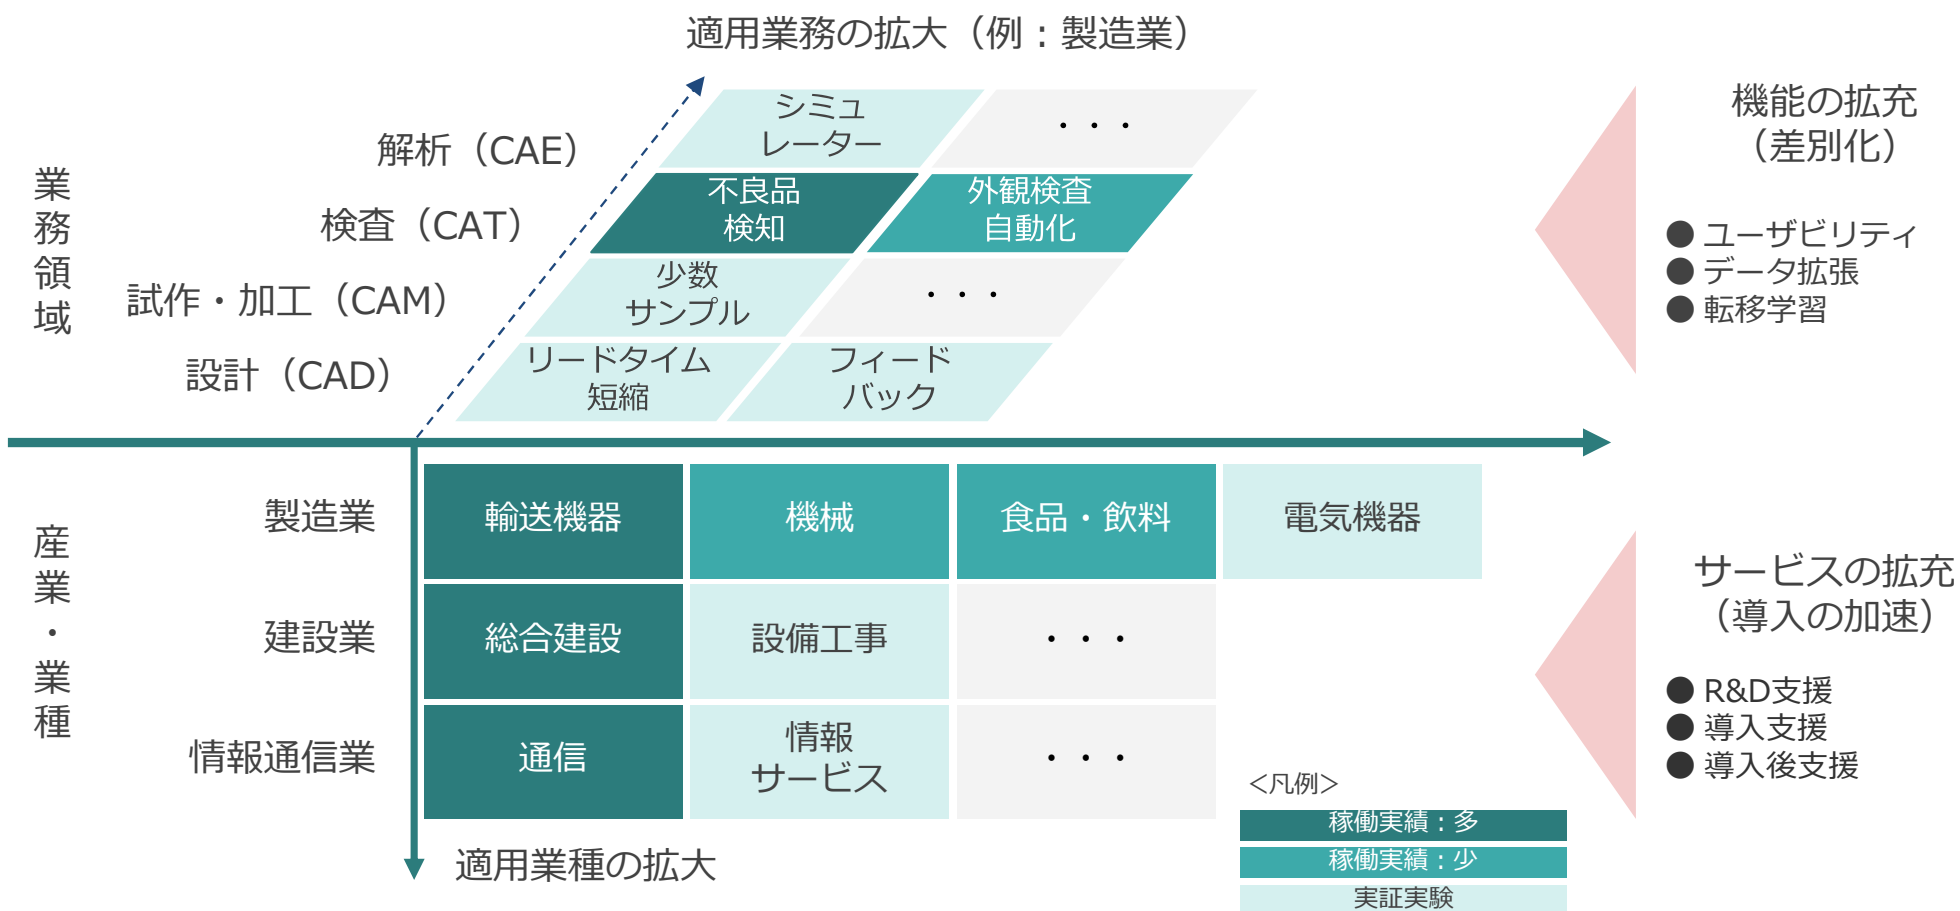 適用業務の拡大（例：製造業）
業務領域
解析（CAE）
シミュ
レーター
・・・
検査（CAT）
不良品
検知
外観検査
自動化
試作・加工（CAM）
少数
サンプル
・・・
設計（CAD）
リードタイム
短縮
フィード
バック
機能の拡充
（差別化）
● ユーザビリティ
● データ拡張
● 転移学習
産業・業種
製造業
輸送機器
機械
食品・飲料
電気機器
建設業
総合建設
設備工事
・・・
情報通信業
通信
情報
サービス
・・・
適用業種の拡大
サービスの拡充
（導入の加速）
● R&D支援
● 導入支援
● 導入後支援
＜凡例＞
稼働実績：多
稼働実績：少
実証実験